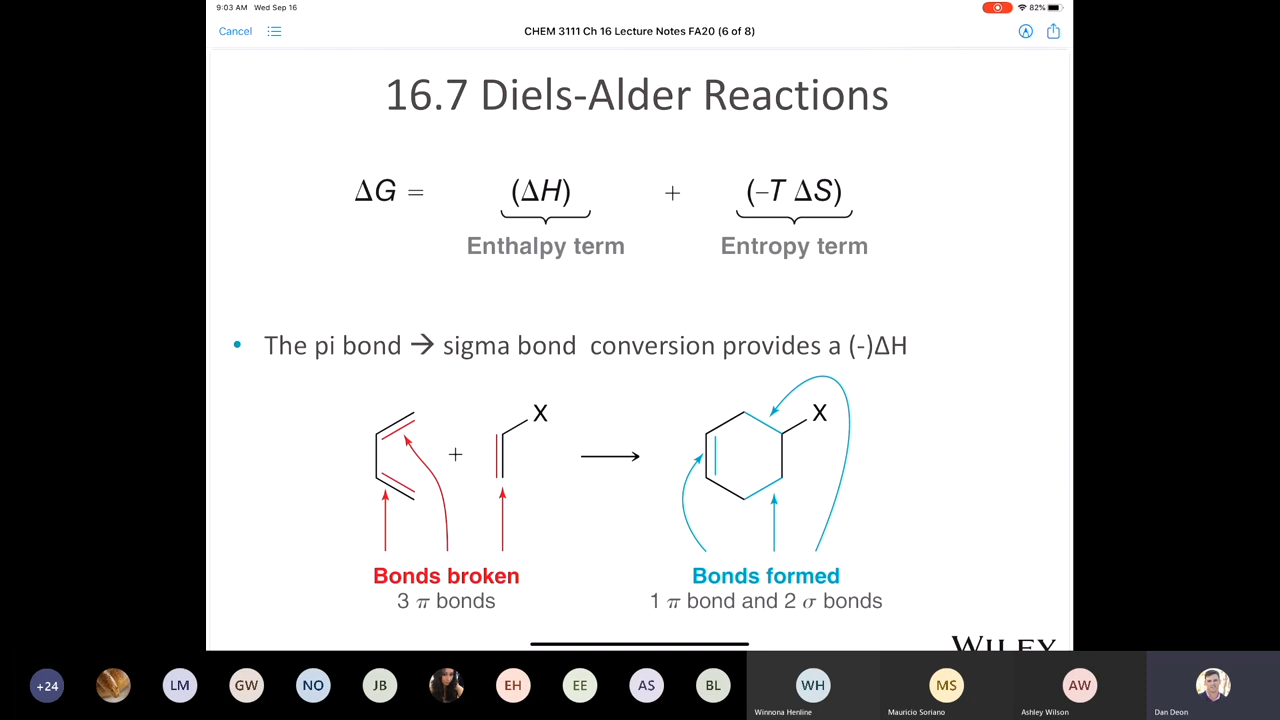 9:03 AM Wed Sep 16
82%
Cancel
CHEM 3111 Ch 16 Lecture Notes FA20 (6 of 8)
16.7 Diels-Alder Reactions
ΔG = (ΔH) + (–T ΔS)
Enthalpy term Entropy term
• The pi bond → sigma bond conversion provides a (-)ΔH
X
+
X
Bonds broken
3 π bonds
Bonds formed
1 π bond and 2 σ bonds
WILEY
+24 LM GW NO JB EH EE AS BL WH MS AW
Winnona Henline Mauricio Soriano Ashley Wilson Dan Deon